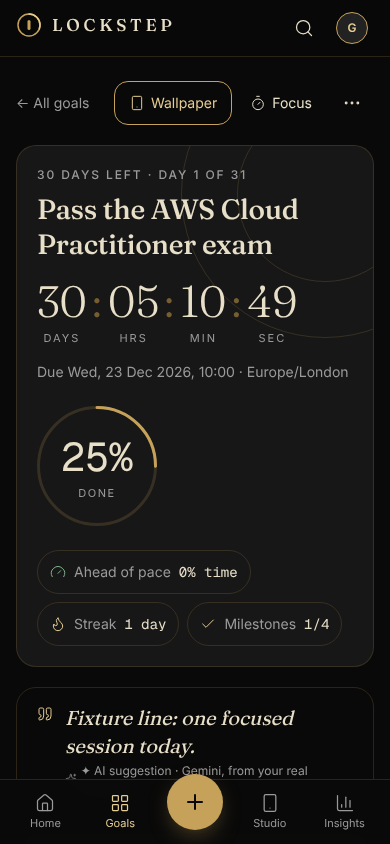 LOCKSTEP
G
← All goals
Wallpaper
Focus
30 DAYS LEFT · DAY 1 OF 31
Pass the AWS Cloud
Practitioner exam
30 : 05 : 10 : 49
DAYS HRS MIN SEC
Due Wed, 23 Dec 2026, 10:00 · Europe/London
25%
DONE
Ahead of pace 0% time
Streak 1 day
Milestones 1/4
Fixture line: one focused
session today.
✦ AI suggestion · Gemini, from your real
Home
Goals
+
Studio
Insights